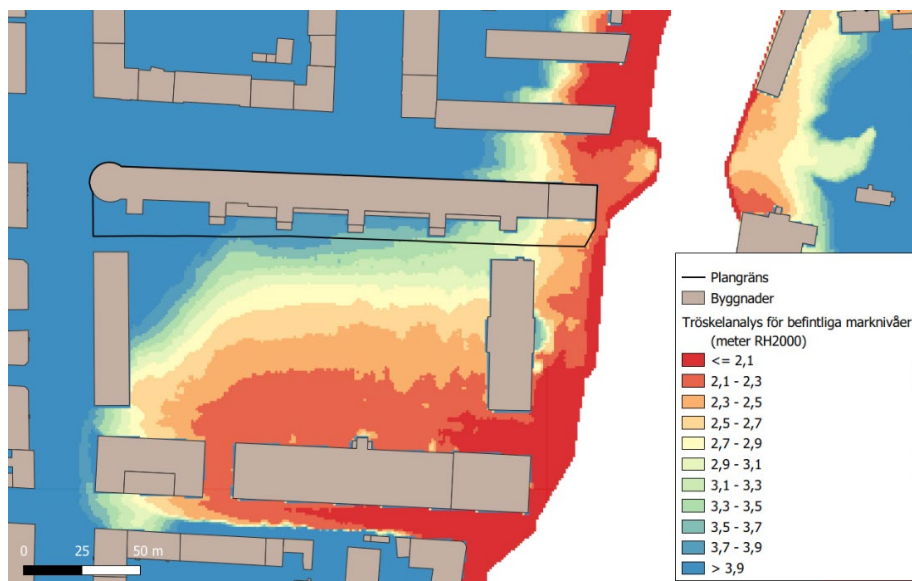 Plangräns
Byggnader
Tröskelanalys för befintliga marknivåer
(meter RH2000)
<= 2,1
2,1 - 2,3
2,3 - 2,5
2,5 - 2,7
2,7 - 2,9
2,9 - 3,1
3,1 - 3,3
3,3 - 3,5
3,5 - 3,7
3,7 - 3,9
> 3,9
0 25 50 m